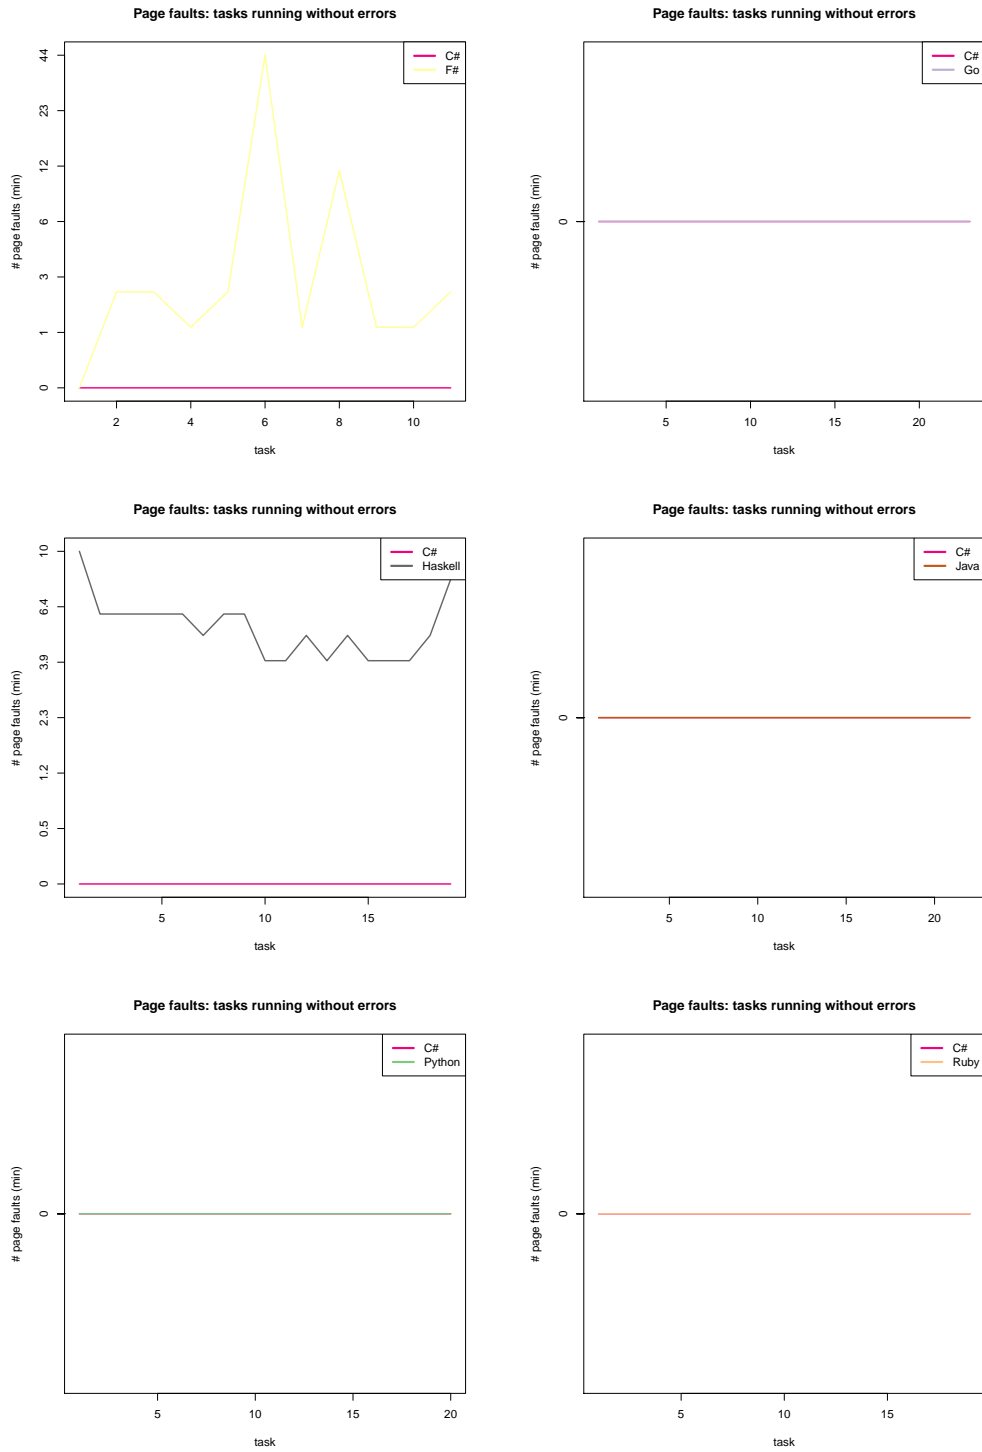 Page faults: tasks running without errors
C#
F#
# page faults (min)
44
23
12
6
3
1
0
2
4
6
8
10
task
Page faults: tasks running without errors
C#
Go
# page faults (min)
0
5
10
15
20
task
Page faults: tasks running without errors
C#
Haskell
# page faults (min)
10
6.4
3.9
2.3
1.2
0.5
0
5
10
15
task
Page faults: tasks running without errors
C#
Java
# page faults (min)
0
5
10
15
20
task
Page faults: tasks running without errors
C#
Python
# page faults (min)
0
5
10
15
20
task
Page faults: tasks running without errors
C#
Ruby
# page faults (min)
0
5
10
15
task